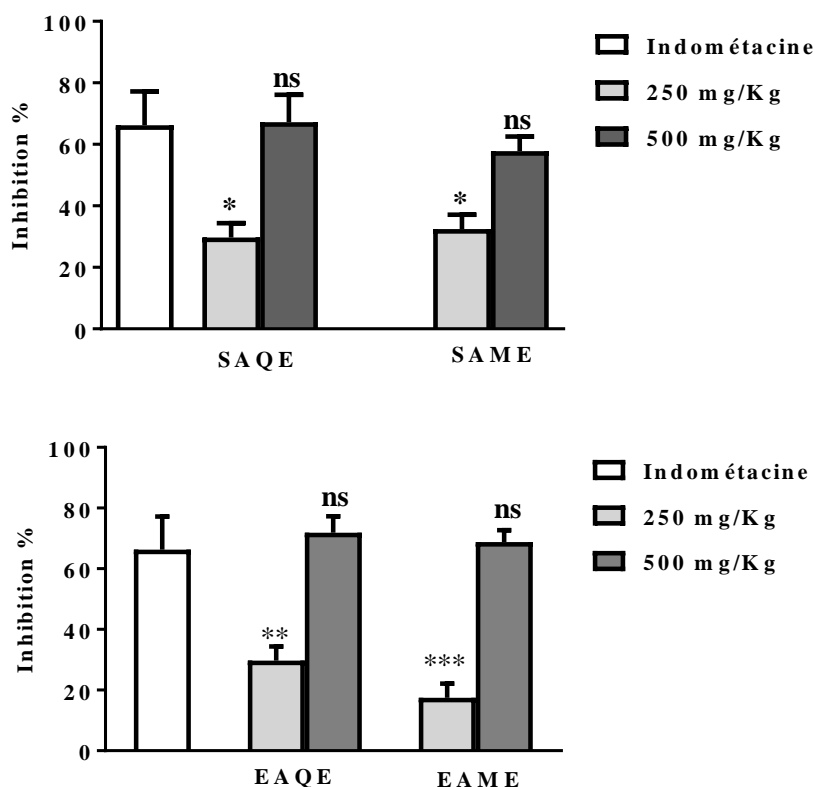 100
80
60
40
20
0
Inhibition %
ns
ns
*
*
SAQE
SAME
Indométacine
250 mg/Kg
500 mg/Kg
100
80
60
40
20
0
Inhibition %
ns
ns
**
***
EAQE
EAME
Indométacine
250 mg/Kg
500 mg/Kg